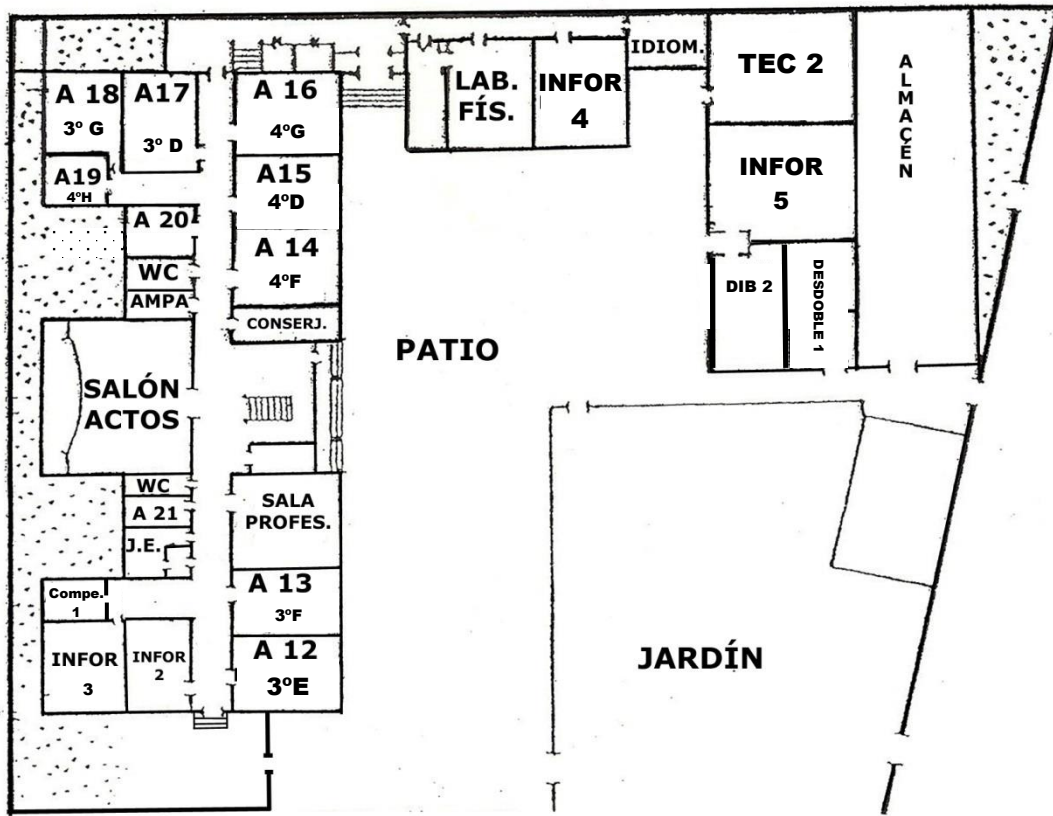 A 18
3º G
A17
3º D
A 16
4ºG
A19
4ºH
A15
4ºD
A 20
A 14
4ºF
WC
AMPA
CONSERJ.
SALÓN
ACTOS
WC
A 21
J.E.
SALA
PROFES.
Compe.
1
A 13
3ºF
INFOR
3
INFOR
2
A 12
3ºE
LAB.
FÍS.
INFOR
4
IDIOM.
TEC 2
INFOR
5
DIB 2
DESDOBLE 1
ALMAÇEN
PATIO
JARDÍN